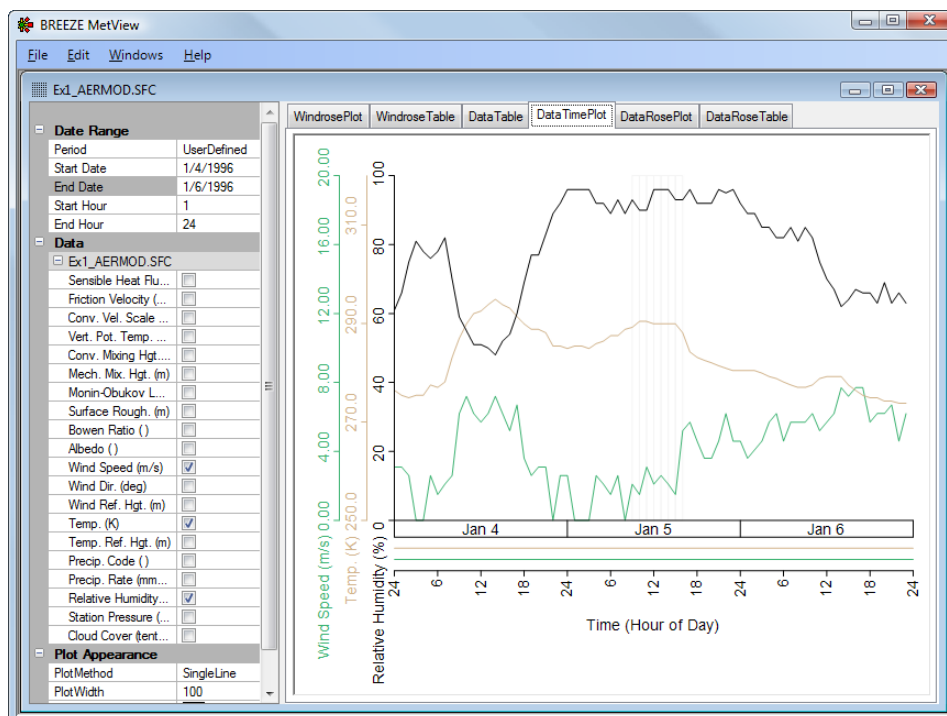 BREEZE MetView
File Edit Windows Help
Ex1_AERMOD.SFC
WindrosePlot WindroseTable DataTable DataTimePlot DataRosePlot DataRoseTable
Date Range
Period UserDefined
Start Date 1/4/1996
End Date 1/6/1996
Start Hour 1
End Hour 24
Data
Ex1_AERMOD.SFC
Sensible Heat Flu...
Friction Velocity (...
Conv. Vel. Scale ...
Vert. Pot. Temp. ...
Conv. Mixing Hgt....
Mech. Mix. Hgt. (m)
Monin-Obukov L...
Surface Rough. (m)
Bowen Ratio ( )
Albedo ( )
Wind Speed (m/s)
Wind Dir. (deg)
Wind Ref. Hgt. (m)
Temp. (K)
Temp. Ref. Hgt. (m)
Precip. Code ( )
Precip. Rate (mm...
Relative Humidity...
Station Pressure (...
Cloud Cover (tent...
Plot Appearance
PlotMethod SingleLine
PlotWidth 100
Wind Speed (m/s) 0.00 4.00 8.00 12.00 16.00 20.00
Temp. (K) 250.0 270.0 290.0 310.0
Relative Humidity (%) 0 20 40 60 80 100
Jan 4 Jan 5 Jan 6
24 6 12 18 24 6 12 18 24 6 12 18 24
Time (Hour of Day)